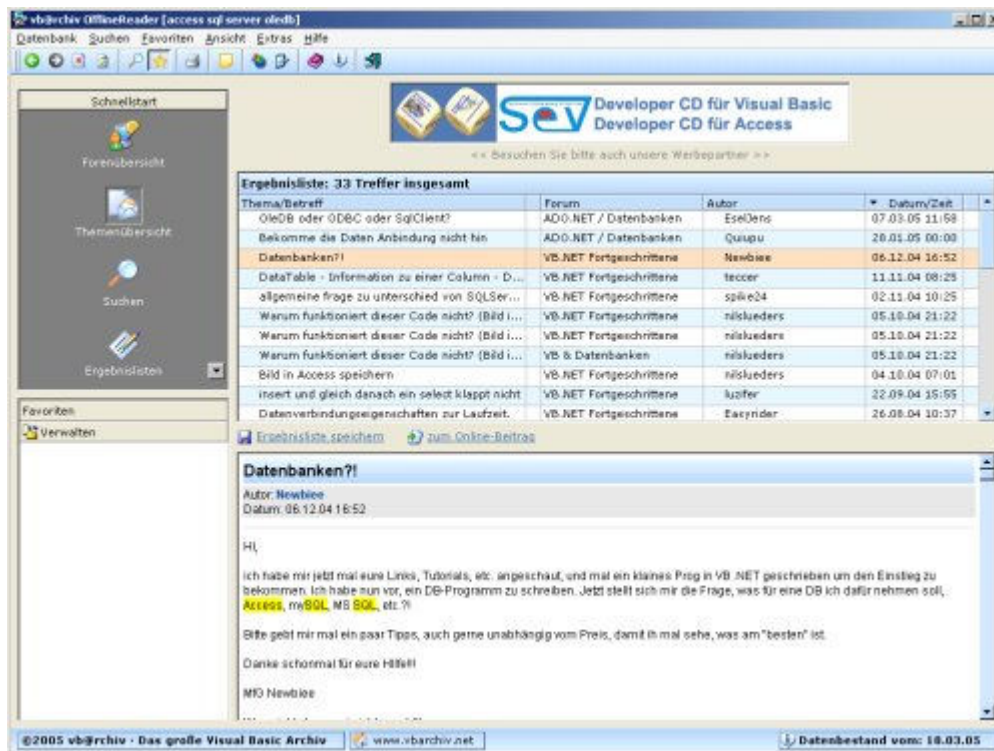 vb@rchiv OfflineReader [access sql server oledb]
Datenbank Suchen Favoriten Ansicht Extras Hilfe
Schnellstart
Forenübersicht
Themenübersicht
Suchen
Ergebnislisten
Favoriten
Verwalten
Sev Developer CD für Visual Basic
Developer CD für Access
<< Besuchen Sie bitte auch unsere Werbepartner >>
Ergebnisliste: 33 Treffer insgesamt
Thema/Betreff Forum Autor Datum/Zeit
OleDB oder ODBC oder SqlClient? ADO.NET / Datenbanken EselJens 07.03.05 11:58
Bekomme die Daten Anbindung nicht hin ADO.NET / Datenbanken Quiupu 28.01.05 00:00
Datenbanken?! VB.NET Fortgeschrittene Newbiee 06.12.04 16:52
DataTable - Information zu einer Column - D... VB.NET Fortgeschrittene teccer 11.11.04 08:25
allgemeine frage zu unterschied von SQLSer... VB.NET Fortgeschrittene spike24 02.11.04 10:25
Warum funktioniert dieser Code nicht? (Bild i... VB.NET Fortgeschrittene nilslueders 05.10.04 21:22
Warum funktioniert dieser Code nicht? (Bild i... VB.NET Fortgeschrittene nilslueders 05.10.04 21:22
Warum funktioniert dieser Code nicht? (Bild i... VB & Datenbanken nilslueders 05.10.04 21:22
Bild in Access speichern VB.NET Fortgeschrittene nilslueders 04.10.04 07:01
insert und gleich danach ein select klappt nicht VB.NET Fortgeschrittene luzifer 22.09.04 15:55
Datenverbindungseigenschaften zur Laufzeit. VB.NET Fortgeschrittene Easyrider 26.08.04 10:37
Ergebnisliste speichern zum Online-Beitrag
Datenbanken?!
Autor: Newbiee
Datum: 06.12.04 16:52
Hi,
ich habe mir jetzt mal eure Links, Tutorials, etc. angeschaut, und mal ein klaines Prog in VB .NET geschrieben um den Einstieg zu
bekommen. Ich habe nun vor, ein DB-Programm zu schreiben. Jetzt stellt sich mir die Frage, was für eine DB ich dafür nehmen soll,
Access, mySQL, MS SQL, etc.?!
Bitte gebt mir mal ein paar Tipps, auch gerne unabhängig vom Preis, damit ih mal sehe, was am "besten" ist.
Danke schonmal für eure Hilfe!!!
MfG Newbiee
©2005 vb@rchiv - Das große Visual Basic Archiv www.vbarchiv.net Datenbestand vom: 18.03.05